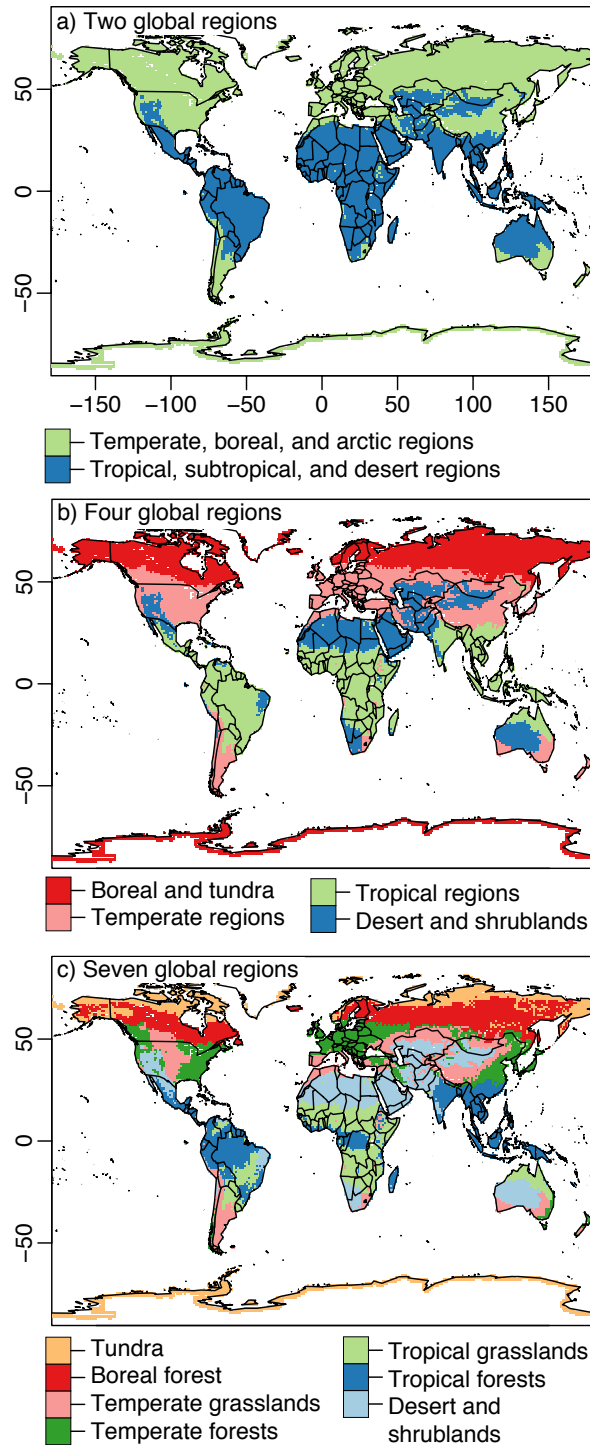 a) Two global regions
50
0
−50
−150
−100
−50
0
50
100
150
Temperate, boreal, and arctic regions
Tropical, subtropical, and desert regions
b) Four global regions
50
0
−50
Boreal and tundra
Temperate regions
Tropical regions
Desert and shrublands
c) Seven global regions
50
0
−50
Tundra
Boreal forest
Temperate grasslands
Temperate forests
Tropical grasslands
Tropical forests
Desert and
shrublands